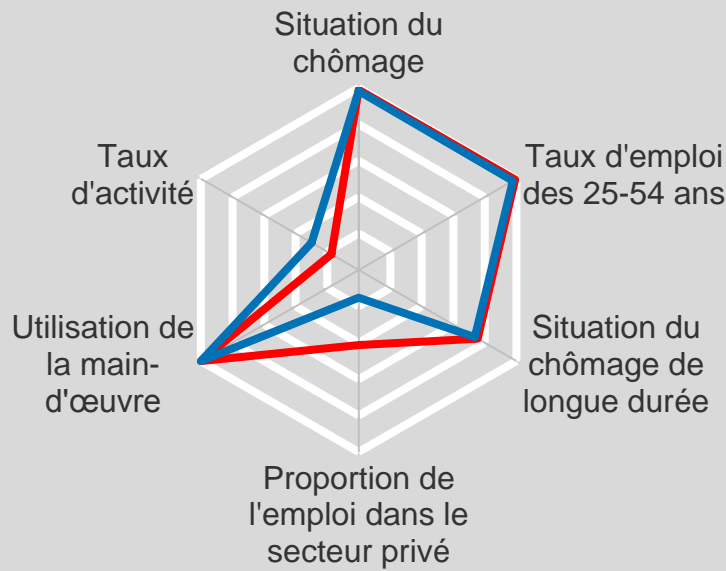 Situation du
chômage
Taux d'emploi
des 25-54 ans
Situation du
chômage de
longue durée
Proportion de
l'emploi dans le
secteur privé
Utilisation de
la main-
d'œuvre
Taux
d'activité